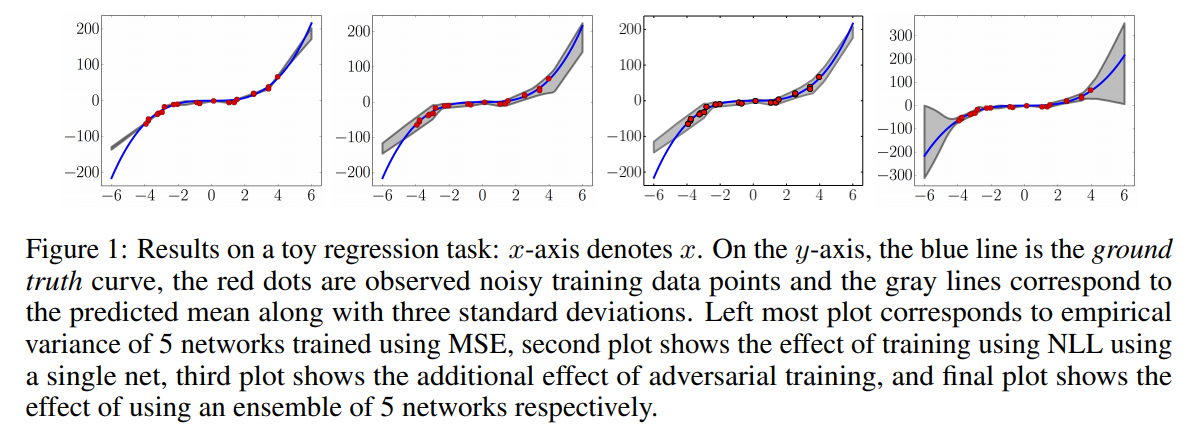 200
100
0
−100
−200
−6 −4 −2 0 2 4 6
200
100
0
−100
−200
−6 −4 −2 0 2 4 6
200
100
0
−100
−200
−6 −4 −2 0 2 4 6
300
200
100
0
−100
−200
−300
−6 −4 −2 0 2 4 6
Figure 1: Results on a toy regression task: x-axis denotes x. On the y-axis, the blue line is the ground
truth curve, the red dots are observed noisy training data points and the gray lines correspond to
the predicted mean along with three standard deviations. Left most plot corresponds to empirical
variance of 5 networks trained using MSE, second plot shows the effect of training using NLL using
a single net, third plot shows the additional effect of adversarial training, and final plot shows the
effect of using an ensemble of 5 networks respectively.